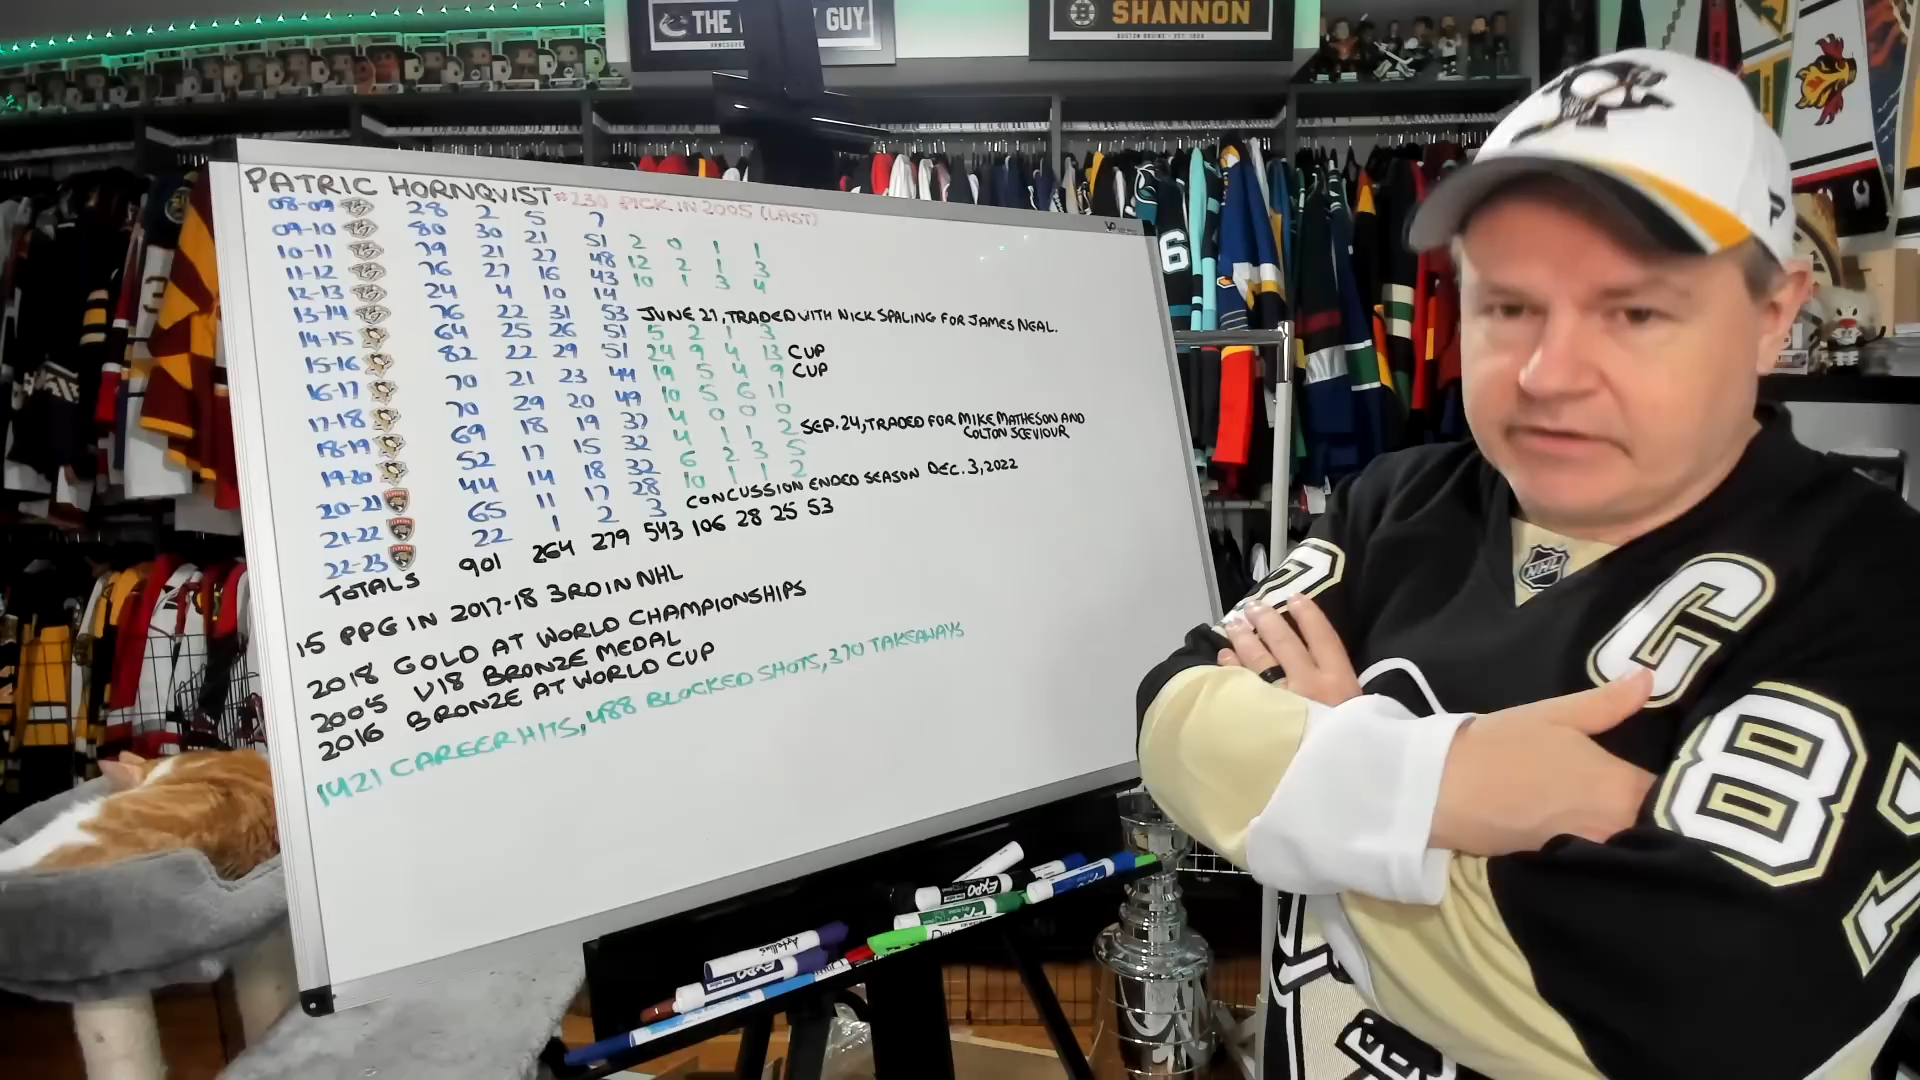 THE GUY
VANCOUVER
SHANNON
BOSTON BRUINS - EST. 1924
PATRIC HORNQVIST #230 PICK IN 2005 (LAST)
08-09 28 2 5 7
09-10 80 30 21 51 2 0 1 1
10-11 79 21 27 48 12 2 1 3
11-12 76 27 16 43 10 1 3 4
12-13 24 4 10 14
13-14 76 22 31 53 JUNE 27, TRADED WITH NICK SPALING FOR JAMES NEAL.
14-15 64 25 26 51 5 2 1 3
15-16 82 22 29 51 24 9 4 13 CUP
16-17 70 21 23 44 19 5 4 9 CUP
17-18 70 29 20 49 10 5 6 11
18-19 69 18 19 37 4 0 0 0
19-20 52 17 15 32 4 1 1 2 SEP. 24, TRADED FOR MIKE MATHESON AND
COLTON SCEVIOUR
20-21 44 14 18 32 6 2 3 5
21-22 65 11 17 28 10 1 1 2
22-23 22 1 2 3 CONCUSSION ENDED SEASON DEC. 3, 2022
TOTALS 901 264 279 543 106 28 25 53
15 PPG IN 2017-18 3RD IN NHL
2018 GOLD AT WORLD CHAMPIONSHIPS
2005 U18 BRONZE MEDAL
2016 BRONZE AT WORLD CUP
1421 CAREER HITS, 488 BLOCKED SHOTS, 370 TAKEAWAYS
6
NHL
C
7
87
EXPO
EXPO